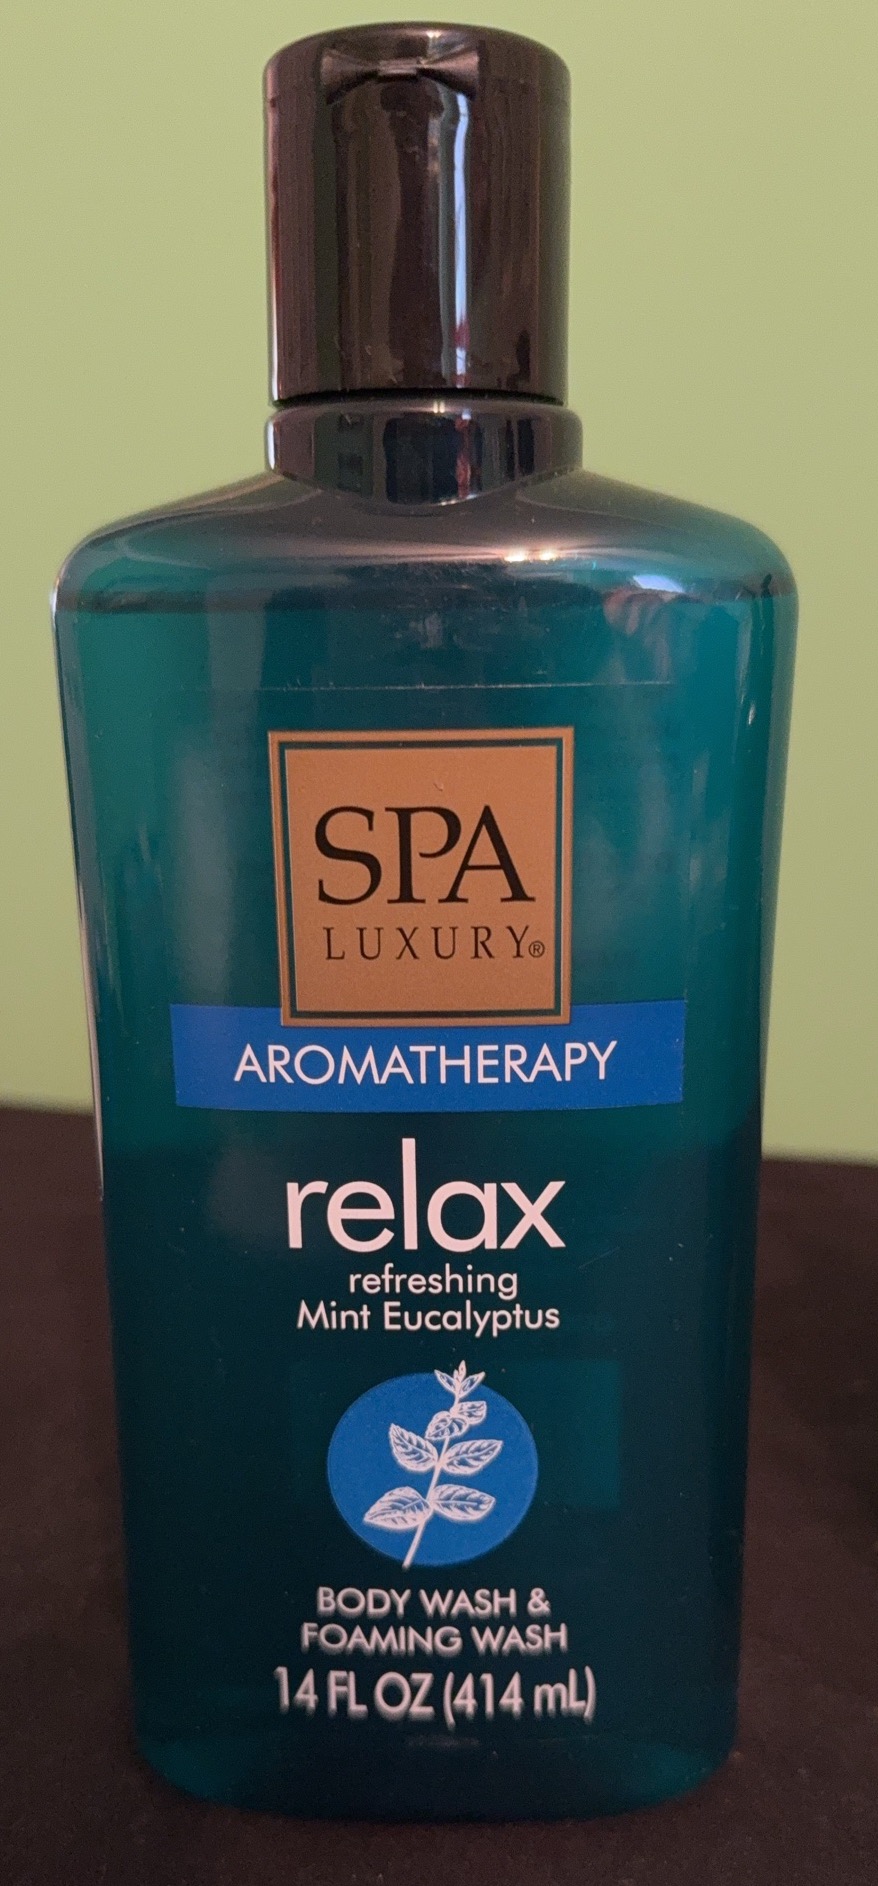 SPA
LUXURY®
AROMATHERAPY
relax
refreshing
Mint Eucalyptus
BODY WASH &
FOAMING WASH
14 FL OZ (414 mL)